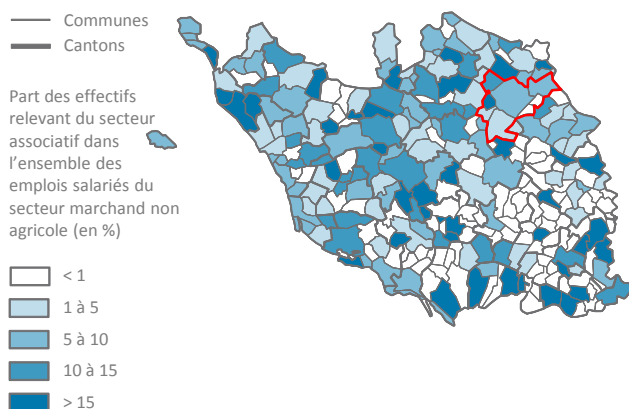 Communes
Cantons
Part des effectifs
relevant du secteur
associatif dans
l'ensemble des
emplois salariés du
secteur marchand non
agricole (en %)
< 1
1 à 5
5 à 10
10 à 15
> 15